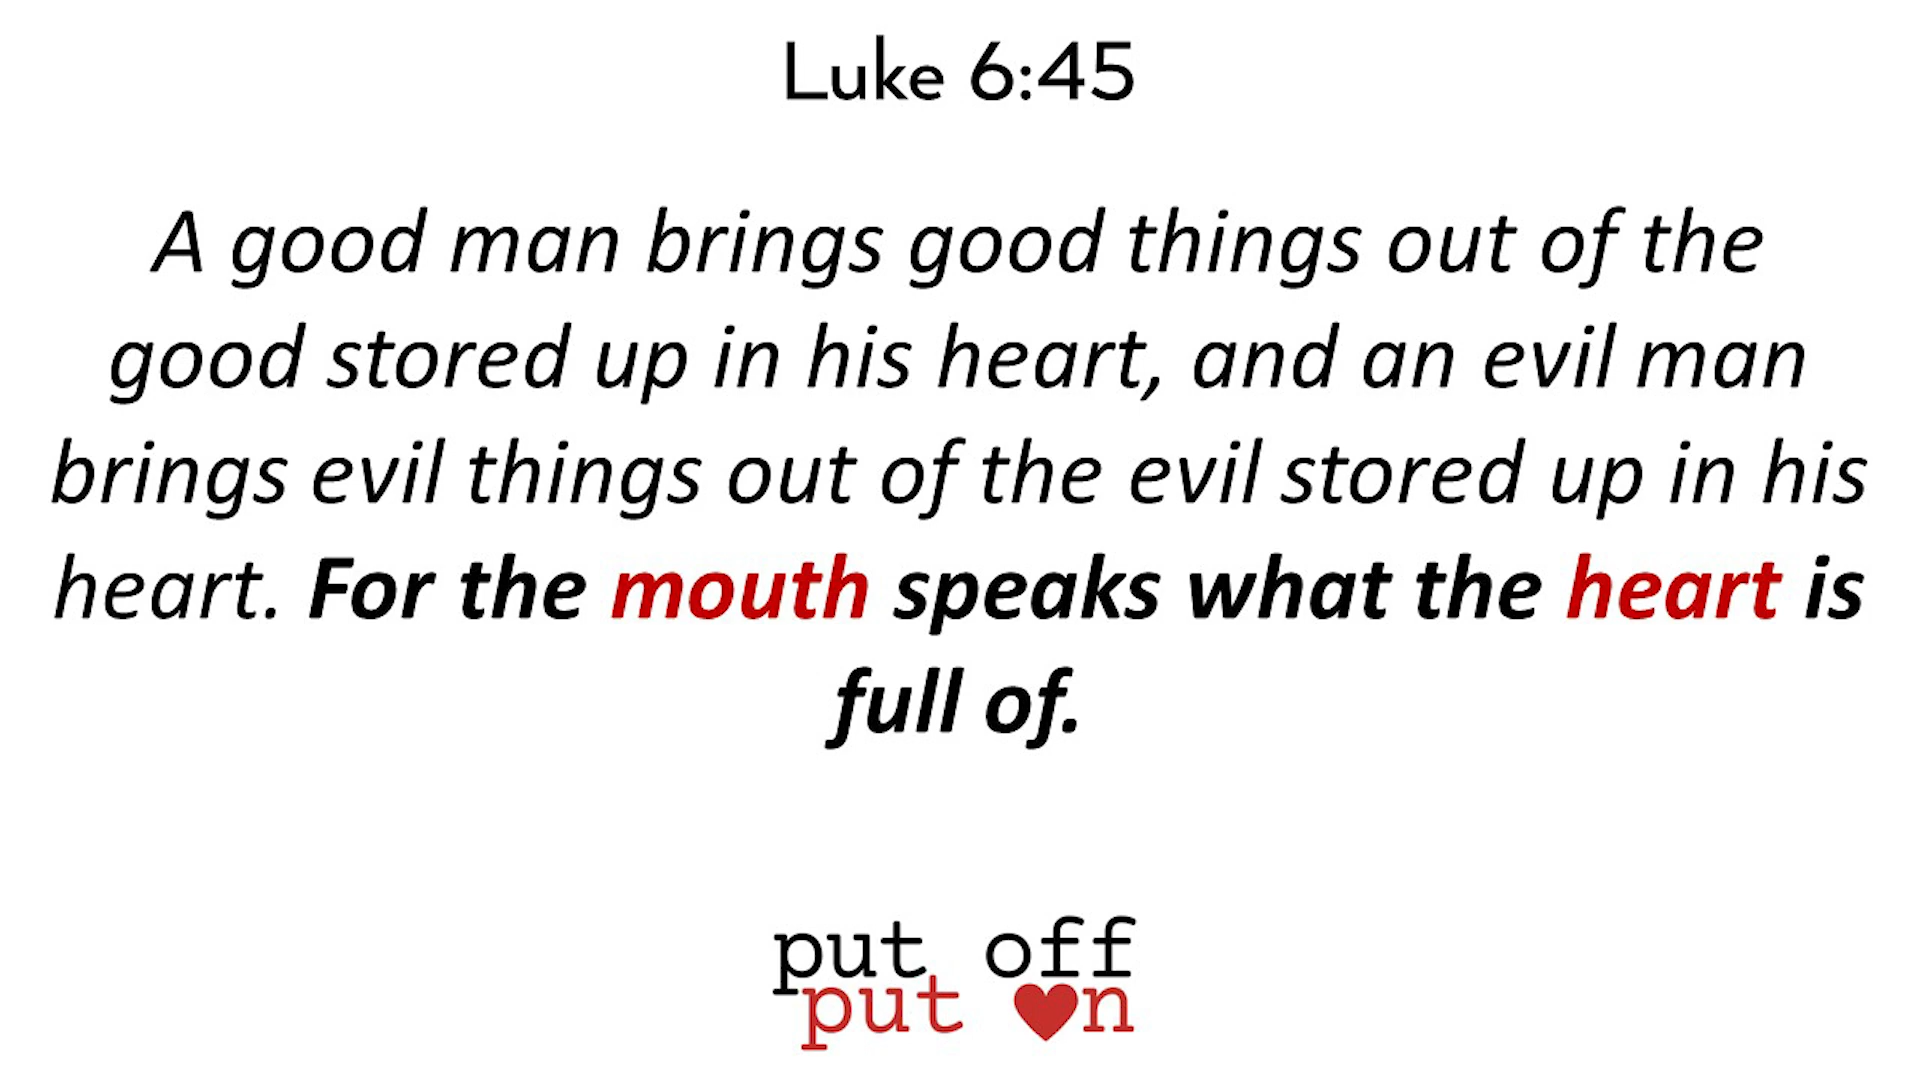 Luke 6:45
A good man brings good things out of the
good stored up in his heart, and an evil man
brings evil things out of the evil stored up in his
heart. For the mouth speaks what the heart is
full of.
put off
put ♥n